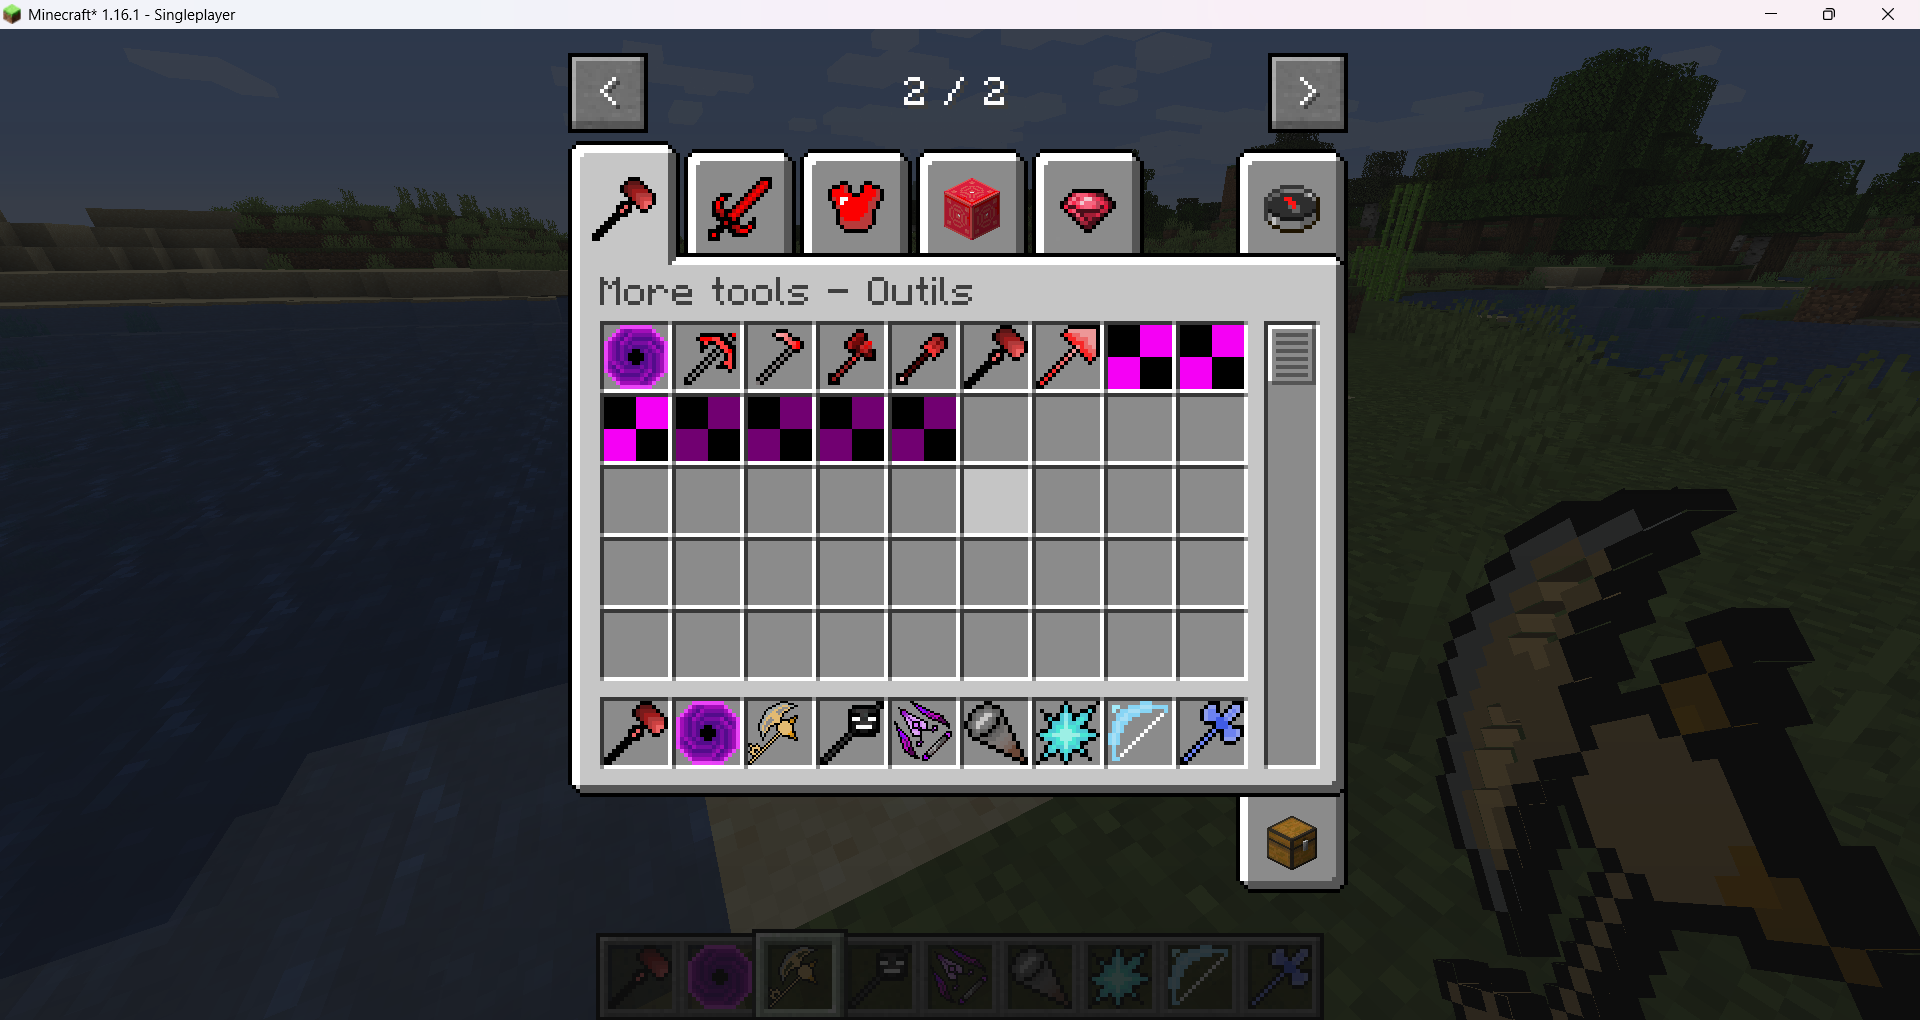 Minecraft* 1.16.1 - Singleplayer
< 2 / 2 >
More tools - Outils